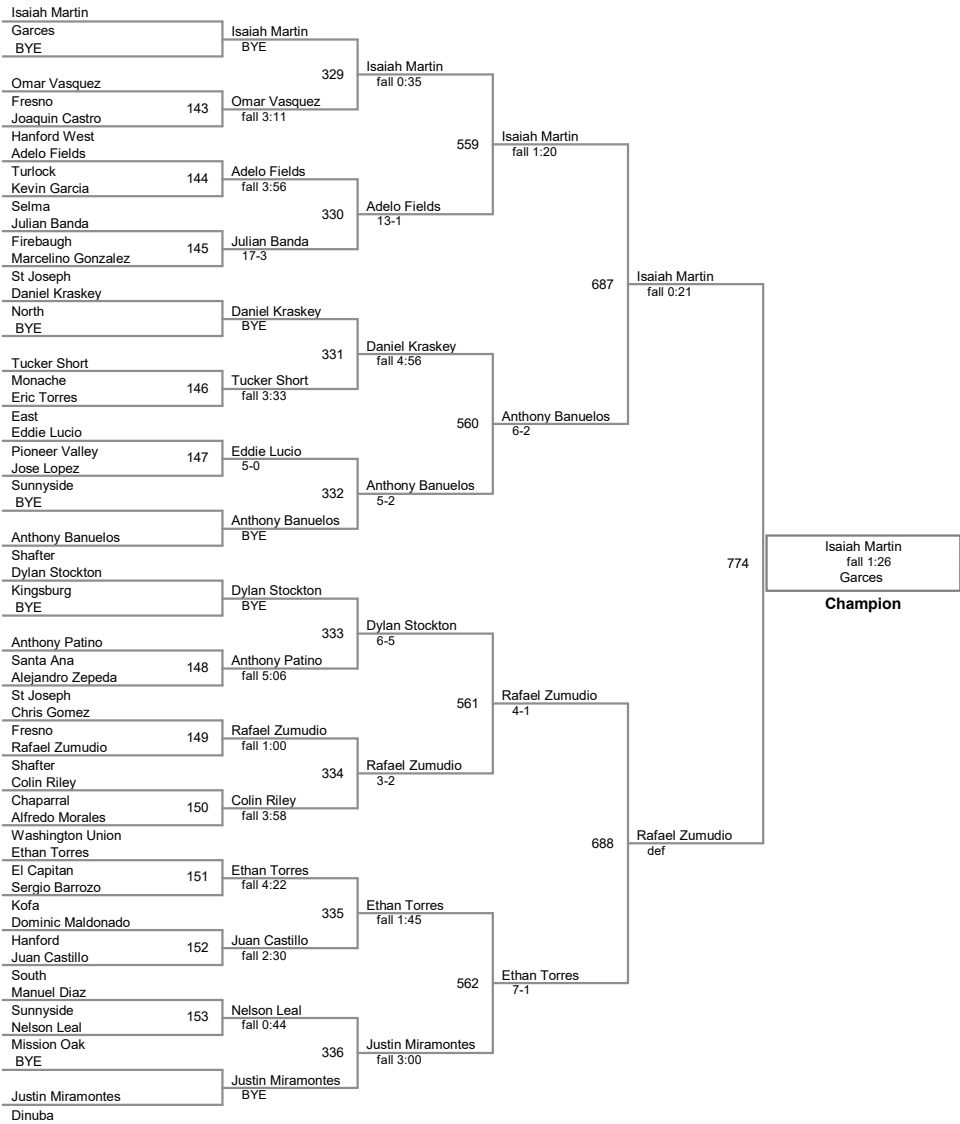 Isaiah Martin
Garces
BYE
Isaiah Martin
BYE
329
Isaiah Martin
fall 0:35
Omar Vasquez
Fresno
143
Joaquin Castro
Hanford West
Omar Vasquez
fall 3:11
559
Isaiah Martin
fall 1:20
Adelo Fields
Turlock
144
Kevin Garcia
Selma
Adelo Fields
fall 3:56
330
Adelo Fields
13-1
Julian Banda
Firebaugh
145
Marcelino Gonzalez
St Joseph
Julian Banda
17-3
687
Isaiah Martin
fall 0:21
Daniel Kraskey
North
BYE
Daniel Kraskey
BYE
331
Daniel Kraskey
fall 4:56
Tucker Short
Monache
146
Eric Torres
East
Tucker Short
fall 3:33
560
Anthony Banuelos
6-2
Eddie Lucio
Pioneer Valley
147
Jose Lopez
Sunnyside
Eddie Lucio
5-0
332
Anthony Banuelos
5-2
BYE
Anthony Banuelos
Shafter
Anthony Banuelos
BYE
774
Isaiah Martin
fall 1:26
Garces
Champion
Dylan Stockton
Kingsburg
BYE
Dylan Stockton
BYE
333
Dylan Stockton
6-5
Anthony Patino
Santa Ana
148
Alejandro Zepeda
St Joseph
Anthony Patino
fall 5:06
561
Rafael Zumudio
4-1
Chris Gomez
Fresno
149
Rafael Zumudio
Shafter
Rafael Zumudio
fall 1:00
334
Rafael Zumudio
3-2
Colin Riley
Chaparral
150
Alfredo Morales
Washington Union
Colin Riley
fall 3:58
688
Rafael Zumudio
def
Ethan Torres
El Capitan
151
Sergio Barrozo
Kofa
Ethan Torres
fall 4:22
335
Ethan Torres
fall 1:45
Dominic Maldonado
Hanford
152
Juan Castillo
South
Juan Castillo
fall 2:30
562
Ethan Torres
7-1
Manuel Diaz
Sunnyside
153
Nelson Leal
Mission Oak
Nelson Leal
fall 0:44
336
Justin Miramontes
fall 3:00
BYE
Justin Miramontes
Dinuba
Justin Miramontes
BYE